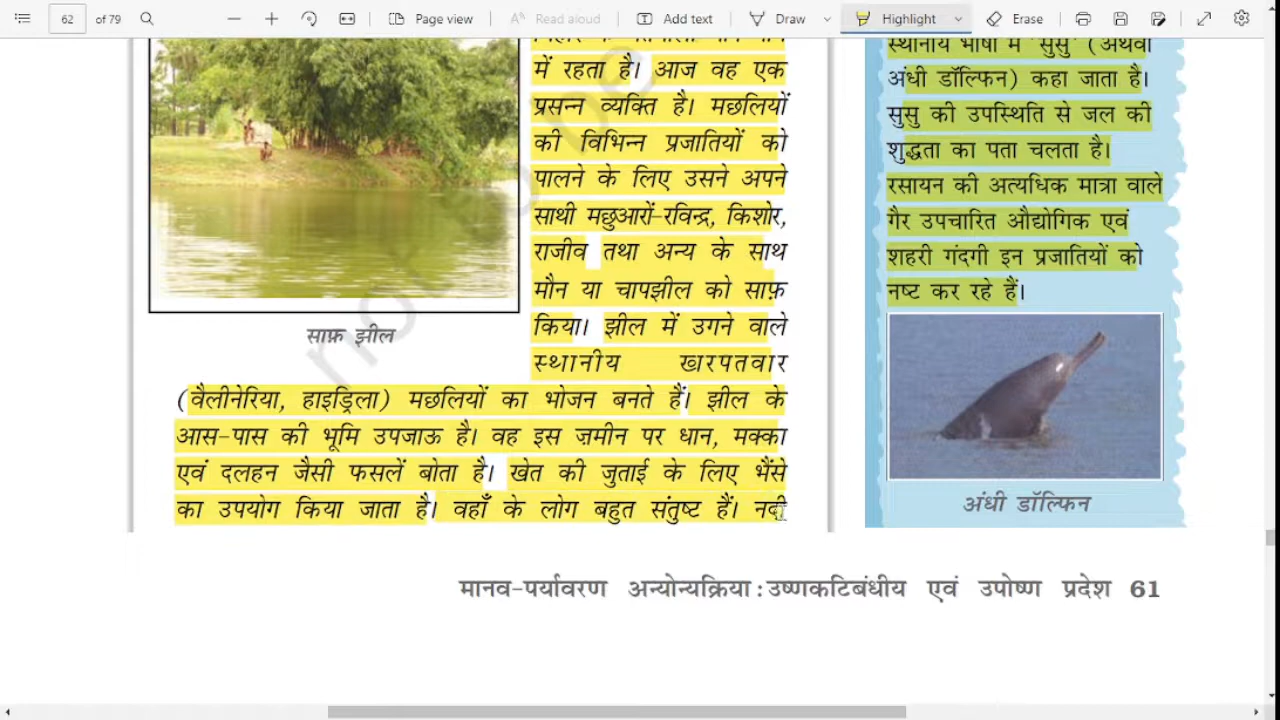 62 of 79 Page view Read aloud Add text Draw Highlight Erase
में रहता है। आज वह एक
प्रसन्न व्यक्ति है। मछलियों
की विभिन्न प्रजातियों को
पालने के लिए उसने अपने
साथी मछुआरों-रविन्द्र, किशोर,
राजीव तथा अन्य के साथ
मौन या चापझील को साफ़
किया। झील में उगने वाले
स्थानीय खरपतवार
(वैलीनेरिया, हाइड्रिला) मछलियों का भोजन बनते हैं। झील के
आस-पास की भूमि उपजाऊ है। वह इस ज़मीन पर धान, मक्का
एवं दलहन जैसी फसलें बोता है। खेत की जुताई के लिए भैंसे
का उपयोग किया जाता है। वहाँ के लोग बहुत संतुष्ट हैं। नदी
साफ़ झील
स्थानीय भाषा में 'सुसु' (अथवा
अंधी डॉल्फिन) कहा जाता है।
सुसु की उपस्थिति से जल की
शुद्धता का पता चलता है।
रसायन की अत्यधिक मात्रा वाले
गैर उपचारित औद्योगिक एवं
शहरी गंदगी इन प्रजातियों को
नष्ट कर रहे हैं।
अंधी डॉल्फिन
मानव-पर्यावरण अन्योन्यक्रिया : उष्णकटिबंधीय एवं उपोष्ण प्रदेश 61